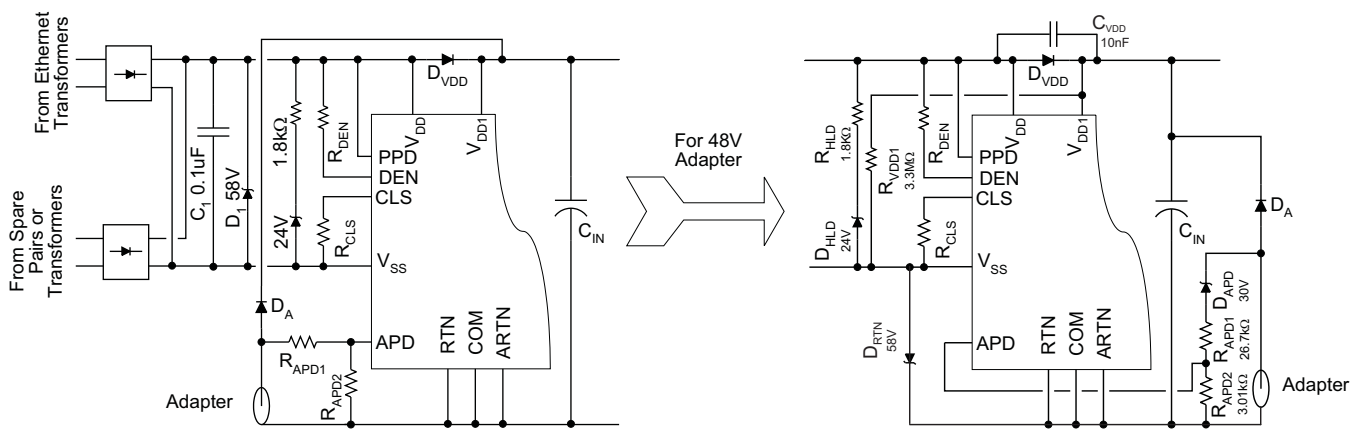 From Ethernet
Transformers
From Spare
Pairs or
Transformers
C1 0.1uF
D1 58V
1.8kΩ
24V
RDEN
RCLS
DVDD
VDD
VDD1
PPD
DEN
CLS
VSS
APD
RTN
COM
ARTN
CIN
DA
RAPD1
RAPD2
Adapter
For 48V
Adapter
CVDD
10nF
DVDD
RHLD
1.8KΩ
RVDD1
3.3MΩ
RDEN
VDD
VDD1
PPD
DEN
CLS
DHLD
24V
RCLS
VSS
CIN
DA
DRTN
58V
APD
RTN
COM
ARTN
DAPD
30V
RAPD1
26.7kΩ
RAPD2
3.01kΩ
Adapter